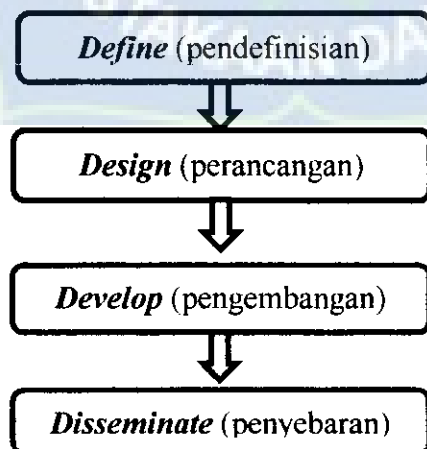 Define (pendefinisian)
Design (perancangan)
Develop (pengembangan)
Disseminate (penyebaran)